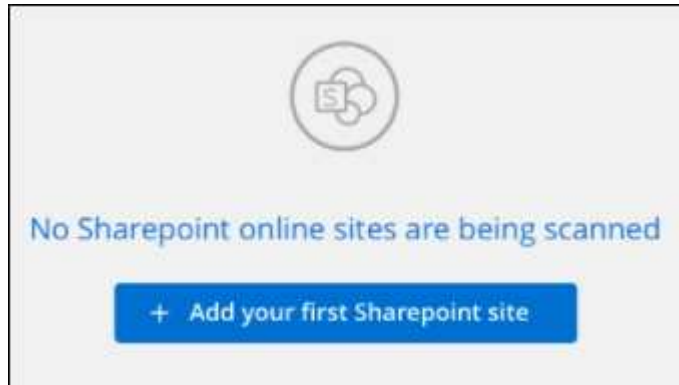 S
No Sharepoint online sites are being scanned
+ Add your first Sharepoint site